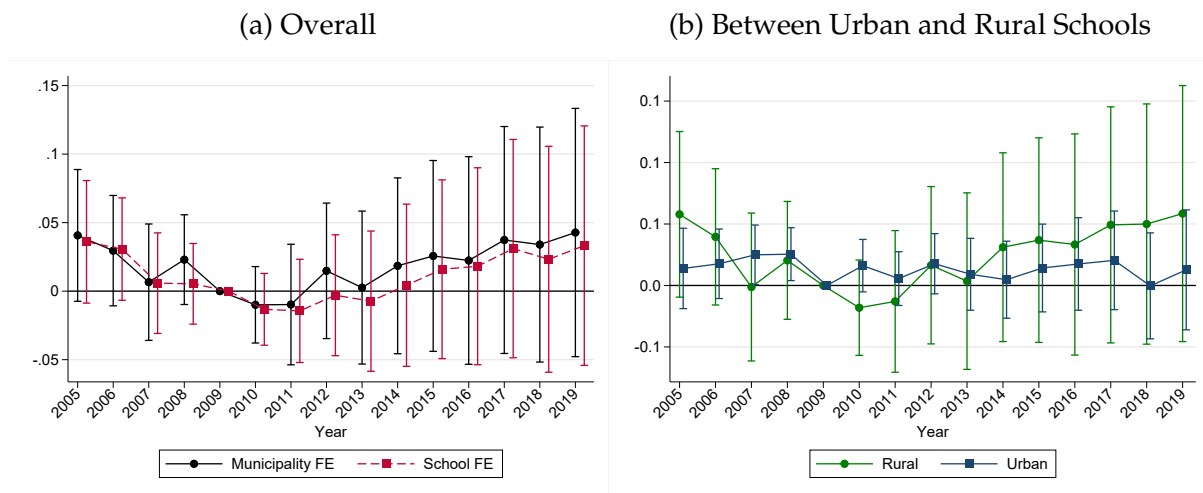 (a) Overall
.15
.1
.05
0
-.05
2005 2006 2007 2008 2009 2010 2011 2012 2013 2014 2015 2016 2017 2018 2019
Year
Municipality FE School FE
(b) Between Urban and Rural Schools
0.1
0.1
0.1
0.0
-0.1
2005 2006 2007 2008 2009 2010 2011 2012 2013 2014 2015 2016 2017 2018 2019
Year
Rural Urban